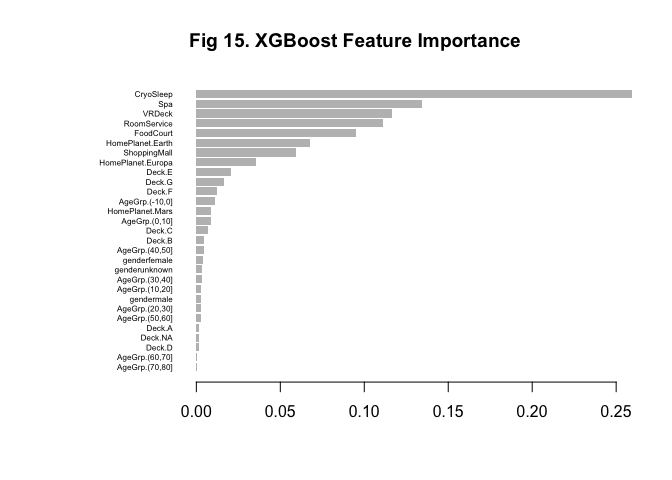 Fig 15. XGBoost Feature Importance
CryoSleep
Spa
VRDeck
RoomService
FoodCourt
HomePlanet.Earth
ShoppingMall
HomePlanet.Europa
Deck.E
Deck.G
Deck.F
AgeGrp.(-10,0]
HomePlanet.Mars
AgeGrp.(0,10]
Deck.C
Deck.B
AgeGrp.(40,50]
genderfemale
genderunknown
AgeGrp.(30,40]
AgeGrp.(10,20]
gendermale
AgeGrp.(20,30]
AgeGrp.(50,60]
Deck.A
Deck.NA
Deck.D
AgeGrp.(60,70]
AgeGrp.(70,80]
0.00 0.05 0.10 0.15 0.20 0.25